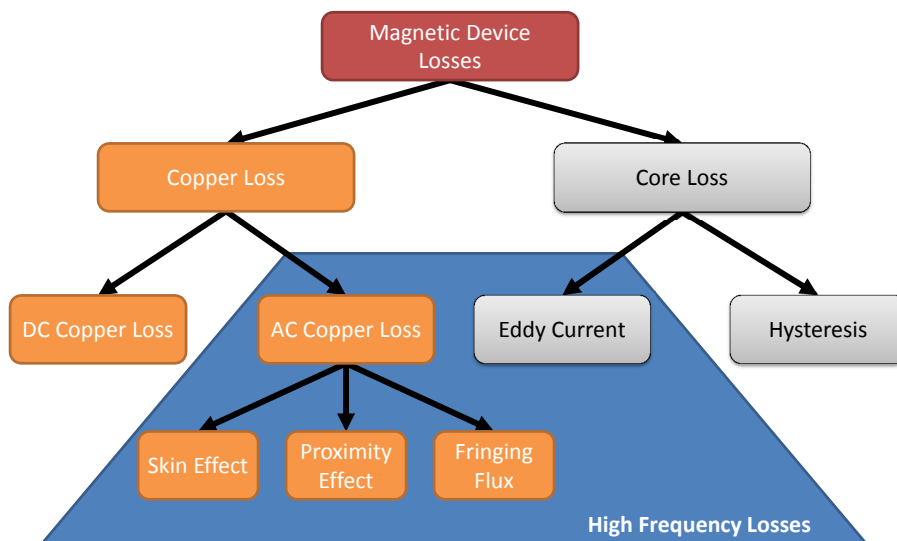 Magnetic Device
Losses
Copper Loss
Core Loss
DC Copper Loss
AC Copper Loss
Eddy Current
Hysteresis
Skin Effect
Proximity
Effect
Fringing
Flux
High Frequency Losses